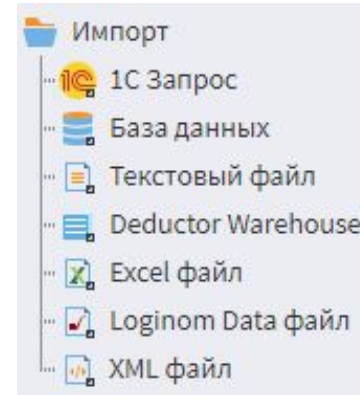 Импорт
1С Запрос
База данных
Текстовый файл
Deductor Warehouse
Excel файл
Loginom Data файл
XML файл